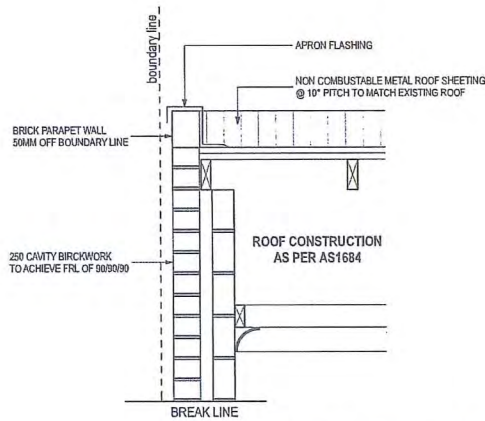 boundary line
APRON FLASHING
NON COMBUSTABLE METAL ROOF SHEETING
@ 10° PITCH TO MATCH EXISTING ROOF
BRICK PARAPET WALL
50MM OFF BOUNDARY LINE
250 CAVITY BIRCKWORK
TO ACHIEVE FRL OF 90/90/90
ROOF CONSTRUCTION
AS PER AS1684
BREAK LINE